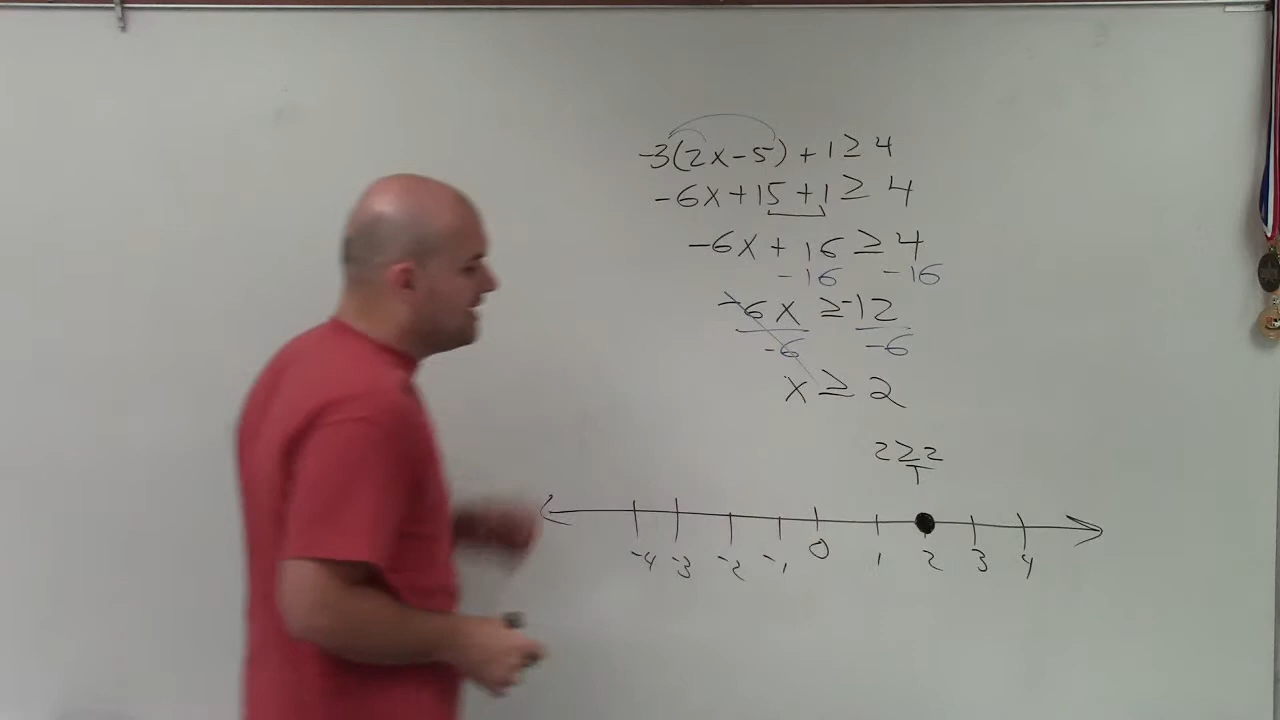 -3(2x-5)+1≥4
-6x+15+1≥4
-6x+16≥4
-16 -16
-6x≥-12
-6 -6
x≥2
2≥2
T
-4 -3 -2 -1 0 1 2 3 4